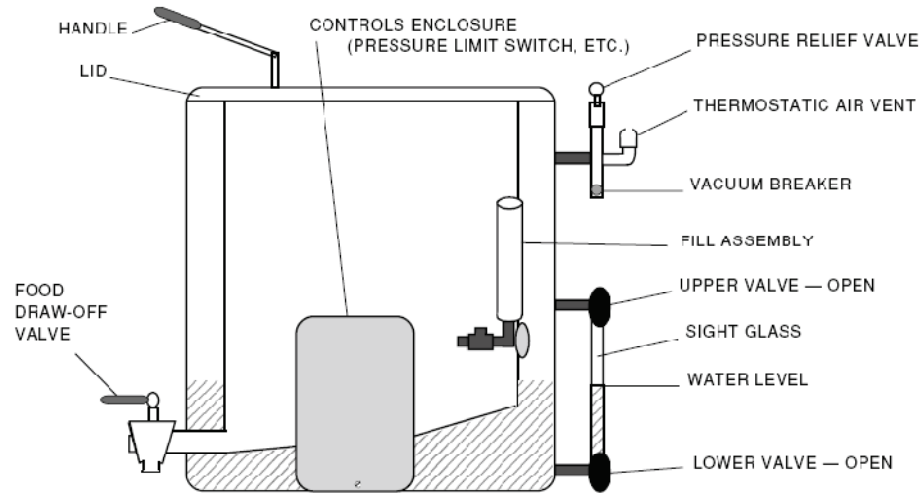 HANDLE
CONTROLS ENCLOSURE
(PRESSURE LIMIT SWITCH, ETC.)
PRESSURE RELIEF VALVE
LID
THERMOSTATIC AIR VENT
VACUUM BREAKER
FILL ASSEMBLY
FOOD
DRAW-OFF
VALVE
UPPER VALVE — OPEN
SIGHT GLASS
WATER LEVEL
LOWER VALVE — OPEN